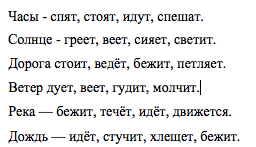 Часы - спят, стоят, идут, спешат.
Солнце - греет, веет, сияет, светит.
Дорога стоит, ведёт, бежит, петляет.
Ветер дует, веет, гудит, молчит.
Река — бежит, течёт, идёт, движется.
Дождь — идёт, стучит, хлещет, бежит.